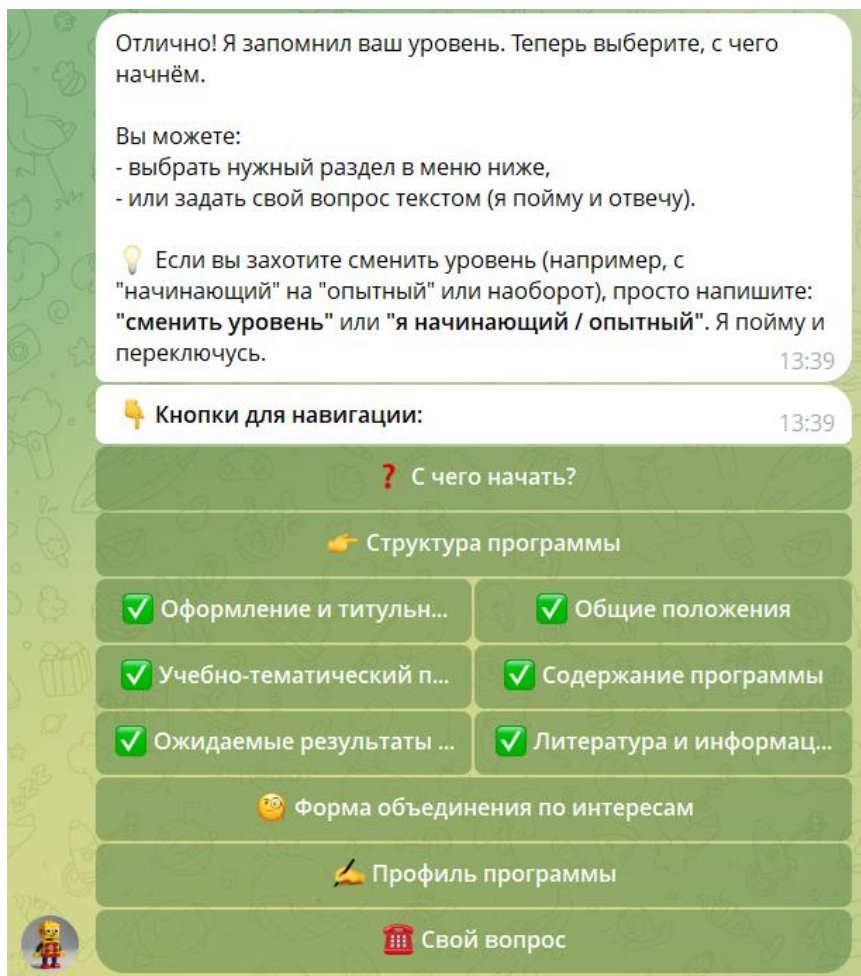 Отлично! Я запомнил ваш уровень. Теперь выберите, с чего
начнём.
Вы можете:
- выбрать нужный раздел в меню ниже,
- или задать свой вопрос текстом (я пойму и отвечу).
💡 Если вы захотите сменить уровень (например, с
"начинающий" на "опытный" или наоборот), просто напишите:
"сменить уровень" или "я начинающий / опытный". Я пойму и
переключусь.
13:39
👇 Кнопки для навигации:
13:39
❓ С чего начать?
👉 Структура программы
✅ Оформление и титульн...
✅ Общие положения
✅ Учебно-тематический п...
✅ Содержание программы
✅ Ожидаемые результаты ...
✅ Литература и информац...
🧐 Форма объединения по интересам
✍️ Профиль программы
☎️ Свой вопрос